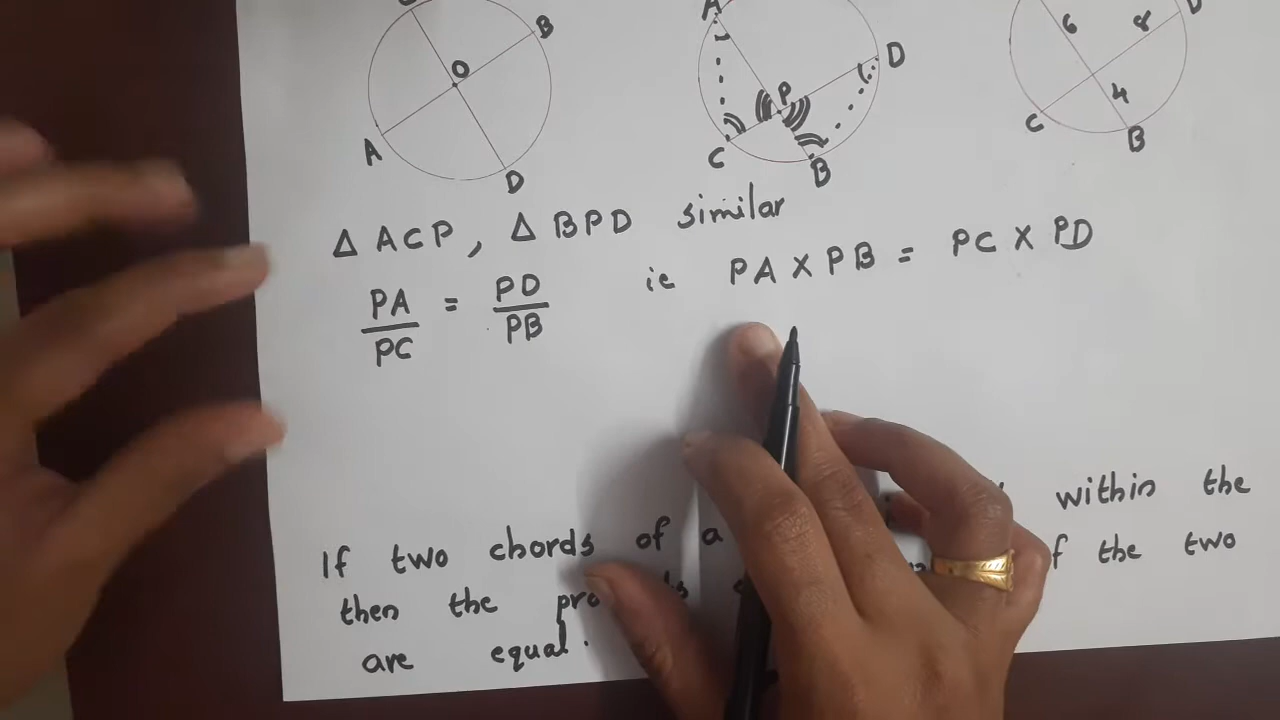 B
O
A
D
A
D
P
C
B
6
8
4
C
B
Δ ACP, Δ BPD similar
PA/PC = PD/PB ie PA X PB = PC X PD
within the
If two chords of a
the two
then the
are equal.